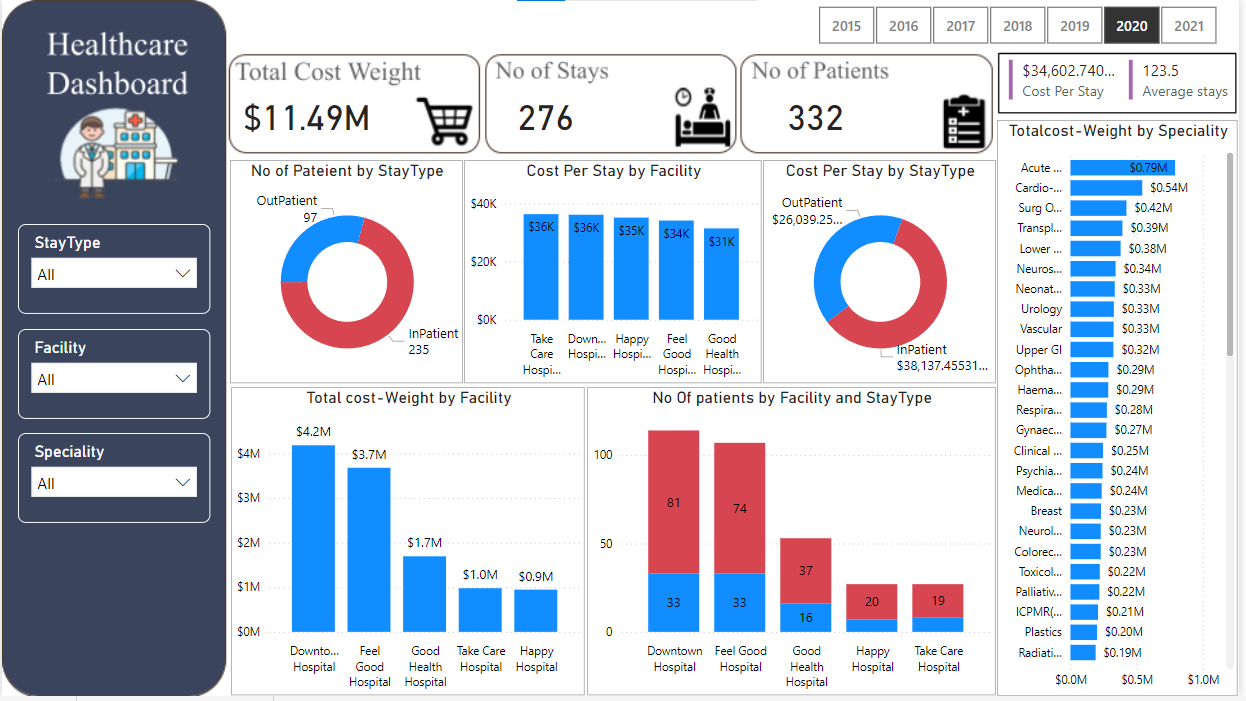 Healthcare
Dashboard
StayType
All
Facility
All
Speciality
All
2015 2016 2017 2018 2019 2020 2021
Total Cost Weight
$11.49M
No of Stays
276
No of Patients
332
$34,602.740... 123.5
Cost Per Stay Average stays
No of Pateient by StayType
OutPatient
97
InPatient
235
Cost Per Stay by Facility
$40K
$20K
$0K
$36K $36K $35K $34K $31K
Take Down... Happy Feel Good
Care Hospi... Hospi... Good Health
Hospi... Hospi... Hospi...
Cost Per Stay by StayType
OutPatient
$26,039.25...
InPatient
$38,137.45531...
Total cost-Weight by Facility
$4M
$3M
$2M
$1M
$0M
$4.2M $3.7M $1.7M $1.0M $0.9M
Downto... Feel Good Take Care Happy
Hospital Good Health Hospital Hospital
Hospital Hospital
No Of patients by Facility and StayType
100
50
0
81 74 37 20 19
33 33 16
Downtown Feel Good Good Happy Take Care
Hospital Hospital Health Hospital Hospital
Hospital
Totalcost-Weight by Speciality
Acute ... $0.79M
Cardio-... $0.54M
Surg O... $0.42M
Transpl... $0.39M
Lower ... $0.38M
Neuros... $0.34M
Neonat... $0.33M
Urology $0.33M
Vascular $0.33M
Upper GI $0.32M
Ophtha... $0.29M
Haema... $0.29M
Respira... $0.28M
Gynaec... $0.27M
Clinical ... $0.25M
Psychia... $0.24M
Medica... $0.24M
Breast $0.23M
Neurol... $0.23M
Colorec... $0.23M
Toxicol... $0.22M
Palliativ... $0.22M
ICPMR(... $0.21M
Plastics $0.20M
Radiati... $0.19M
$0.0M $0.5M $1.0M